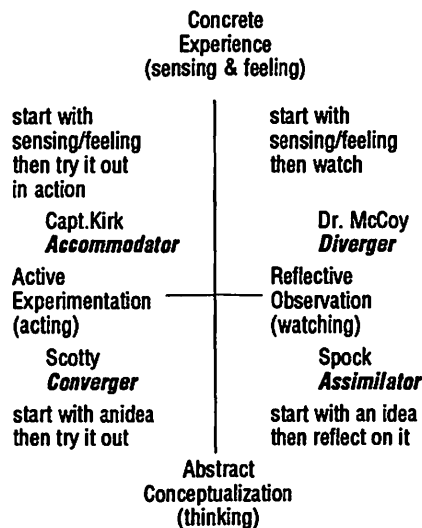 Concrete
Experience
(sensing & feeling)
start with
sensing/feeling
then try it out
in action
Capt.Kirk
Accommodator
start with
sensing/feeling
then watch
Dr. McCoy
Diverger
Active
Experimentation
(acting)
Reflective
Observation
(watching)
Scotty
Converger
start with anidea
then try it out
Spock
Assimilator
start with an idea
then reflect on it
Abstract
Conceptualization
(thinking)